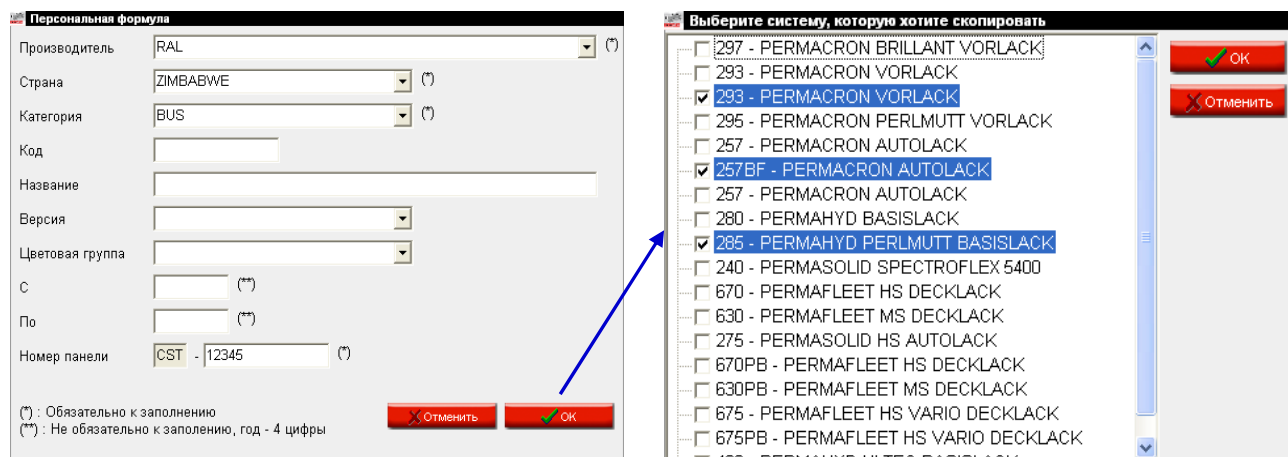 Персональная формула
Производитель RAL (*)
Страна ZIMBABWE (*)
Категория BUS (*)
Код
Название
Версия
Цветовая группа
С (**)
По (**)
Номер панели CST - 12345 (*)
(*) : Обязательно к заполнению
(**) : Не обязательно к заполению, год - 4 цифры
Отменить OK
Выберите систему, которую хотите скопировать
297 - PERMACRON BRILLANT VORLACK
293 - PERMACRON VORLACK
293 - PERMACRON VORLACK
295 - PERMACRON PERLMUTT VORLACK
257 - PERMACRON AUTOLACK
257BF - PERMACRON AUTOLACK
257 - PERMACRON AUTOLACK
280 - PERMAHYD BASISLACK
285 - PERMAHYD PERLMUTT BASISLACK
240 - PERMASOLID SPECTROFLEX 5400
670 - PERMAFLEET HS DECKLACK
630 - PERMAFLEET MS DECKLACK
275 - PERMASOLID HS AUTOLACK
670PB - PERMAFLEET HS DECKLACK
630PB - PERMAFLEET MS DECKLACK
675 - PERMAFLEET HS VARIO DECKLACK
675PB - PERMAFLEET HS VARIO DECKLACK
OK
Отменить